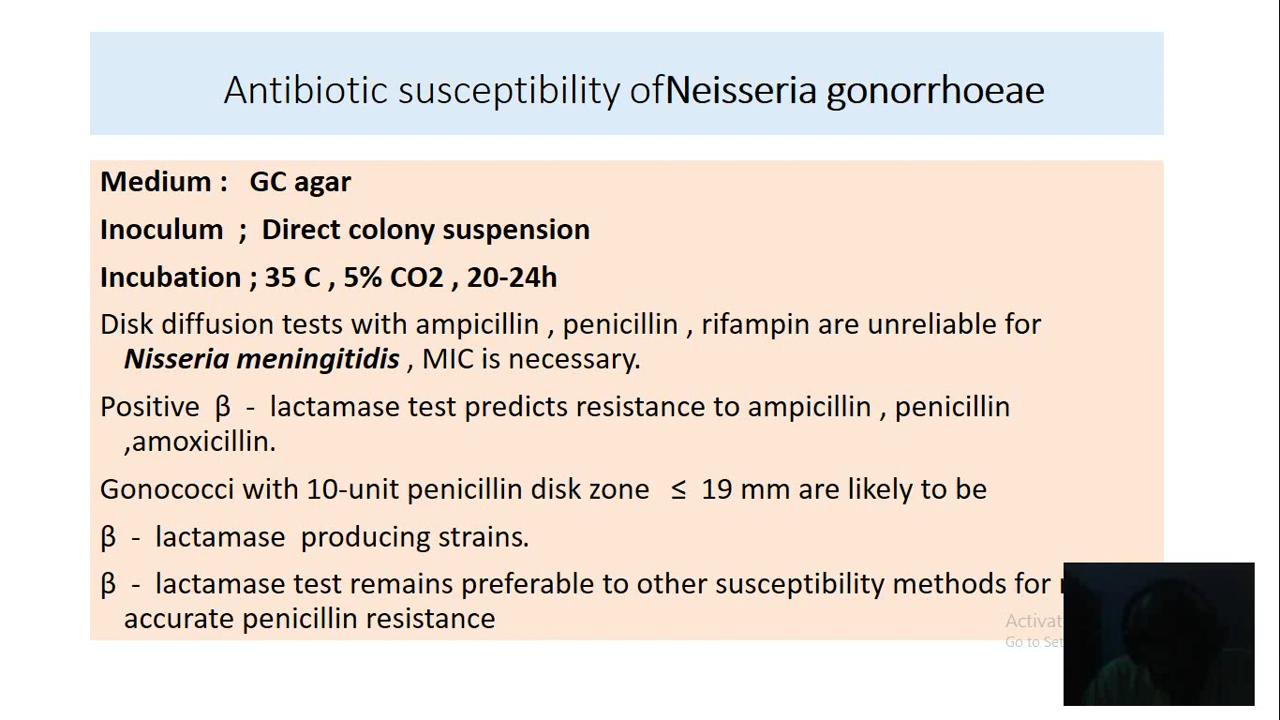 Antibiotic susceptibility ofNeisseria gonorrhoeae
Medium : GC agar
Inoculum ; Direct colony suspension
Incubation ; 35 C , 5% CO2 , 20-24h
Disk diffusion tests with ampicillin , penicillin , rifampin are unreliable for
Nisseria meningitidis , MIC is necessary.
Positive β - lactamase test predicts resistance to ampicillin , penicillin
,amoxicillin.
Gonococci with 10-unit penicillin disk zone ≤ 19 mm are likely to be
β - lactamase producing strains.
β - lactamase test remains preferable to other susceptibility methods for
accurate penicillin resistance
Go to